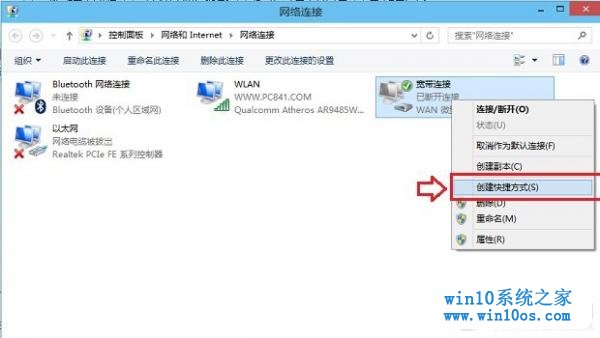 网络连接
控制面板 ▸ 网络和 Internet ▸ 网络连接
搜索"网络连接"
组织 启动此连接 重命名此连接 删除此连接 更改此连接的设置
Bluetooth 网络连接
未连接
Bluetooth 设备(个人区域网)
WLAN
WWW.PC841.COM
Qualcomm Atheros AR9485W...
宽带连接
已断开连接
WAN 微型
以太网
网络电缆被拔出
Realtek PCIe FE 系列控制器
连接/断开(O)
状态(U)
取消作为默认连接(F)
创建副本(C)
创建快捷方式(S)
删除(D)
重命名(M)
属性(R)
win10系统之家
www.win10os.com